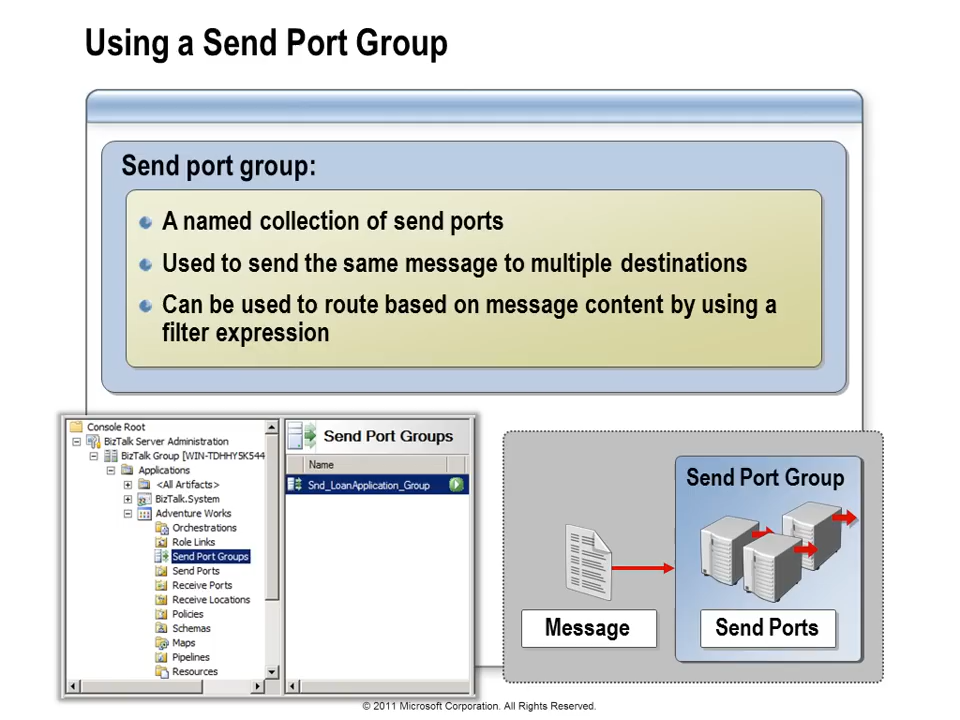 Using a Send Port Group
Send port group:
A named collection of send ports
Used to send the same message to multiple destinations
Can be used to route based on message content by using a
filter expression
Console Root
BizTalk Server Administration
BizTalk Group [WIN-TDHHY5K544
Applications
<All Artifacts>
BizTalk.System
Adventure Works
Orchestrations
Role Links
Send Port Groups
Send Ports
Receive Ports
Receive Locations
Policies
Schemas
Maps
Pipelines
Resources
Send Port Groups
Name
Snd_LoanApplication_Group
Send Port Group
Message
Send Ports
© 2011 Microsoft Corporation. All Rights Reserved.